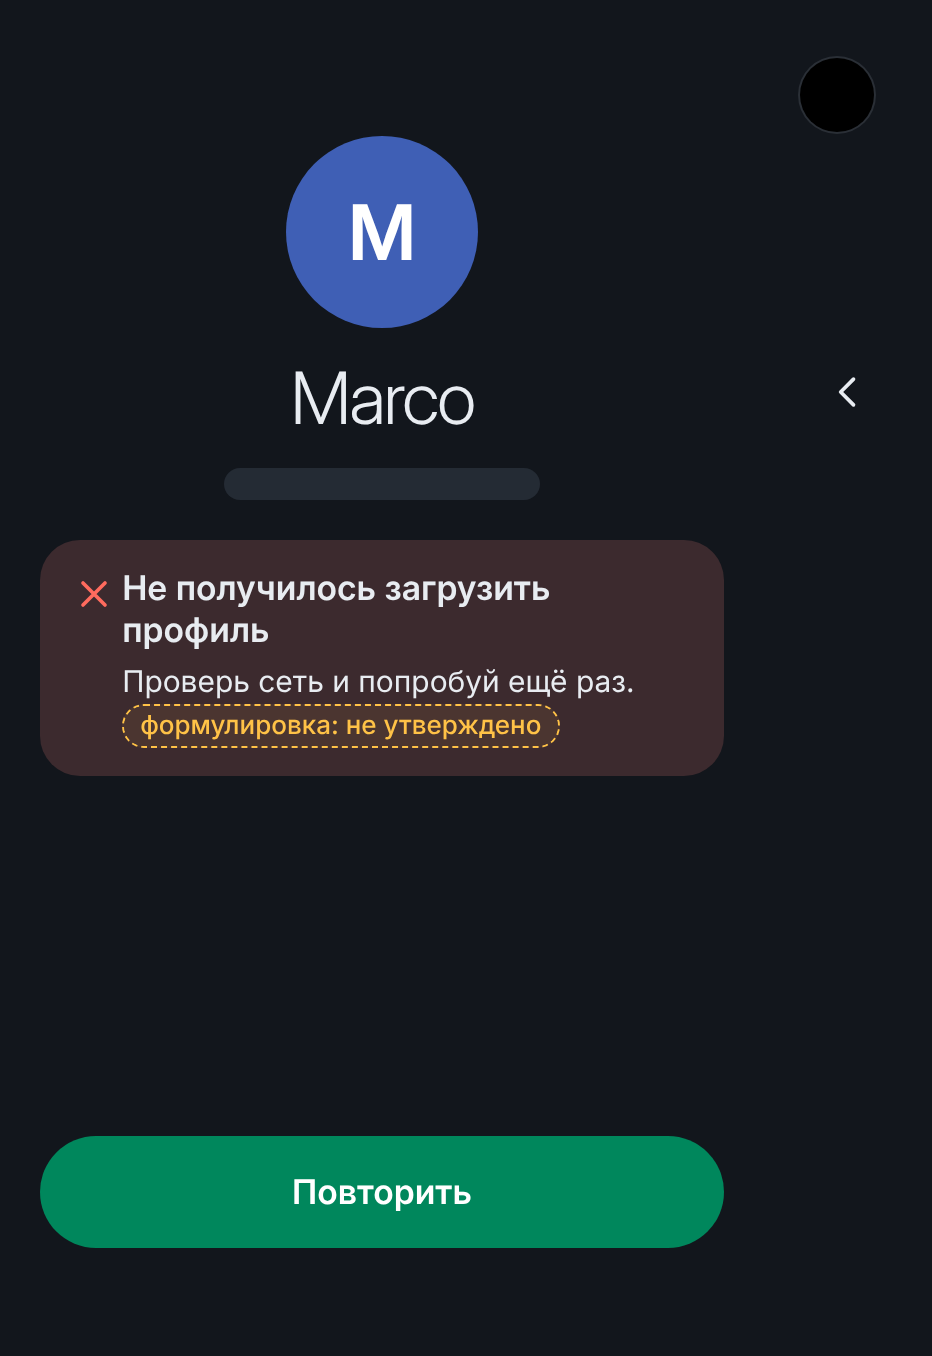 M
Marco
Не получилось загрузить
профиль
Проверь сеть и попробуй ещё раз.
формулировка: не утверждено
Повторить